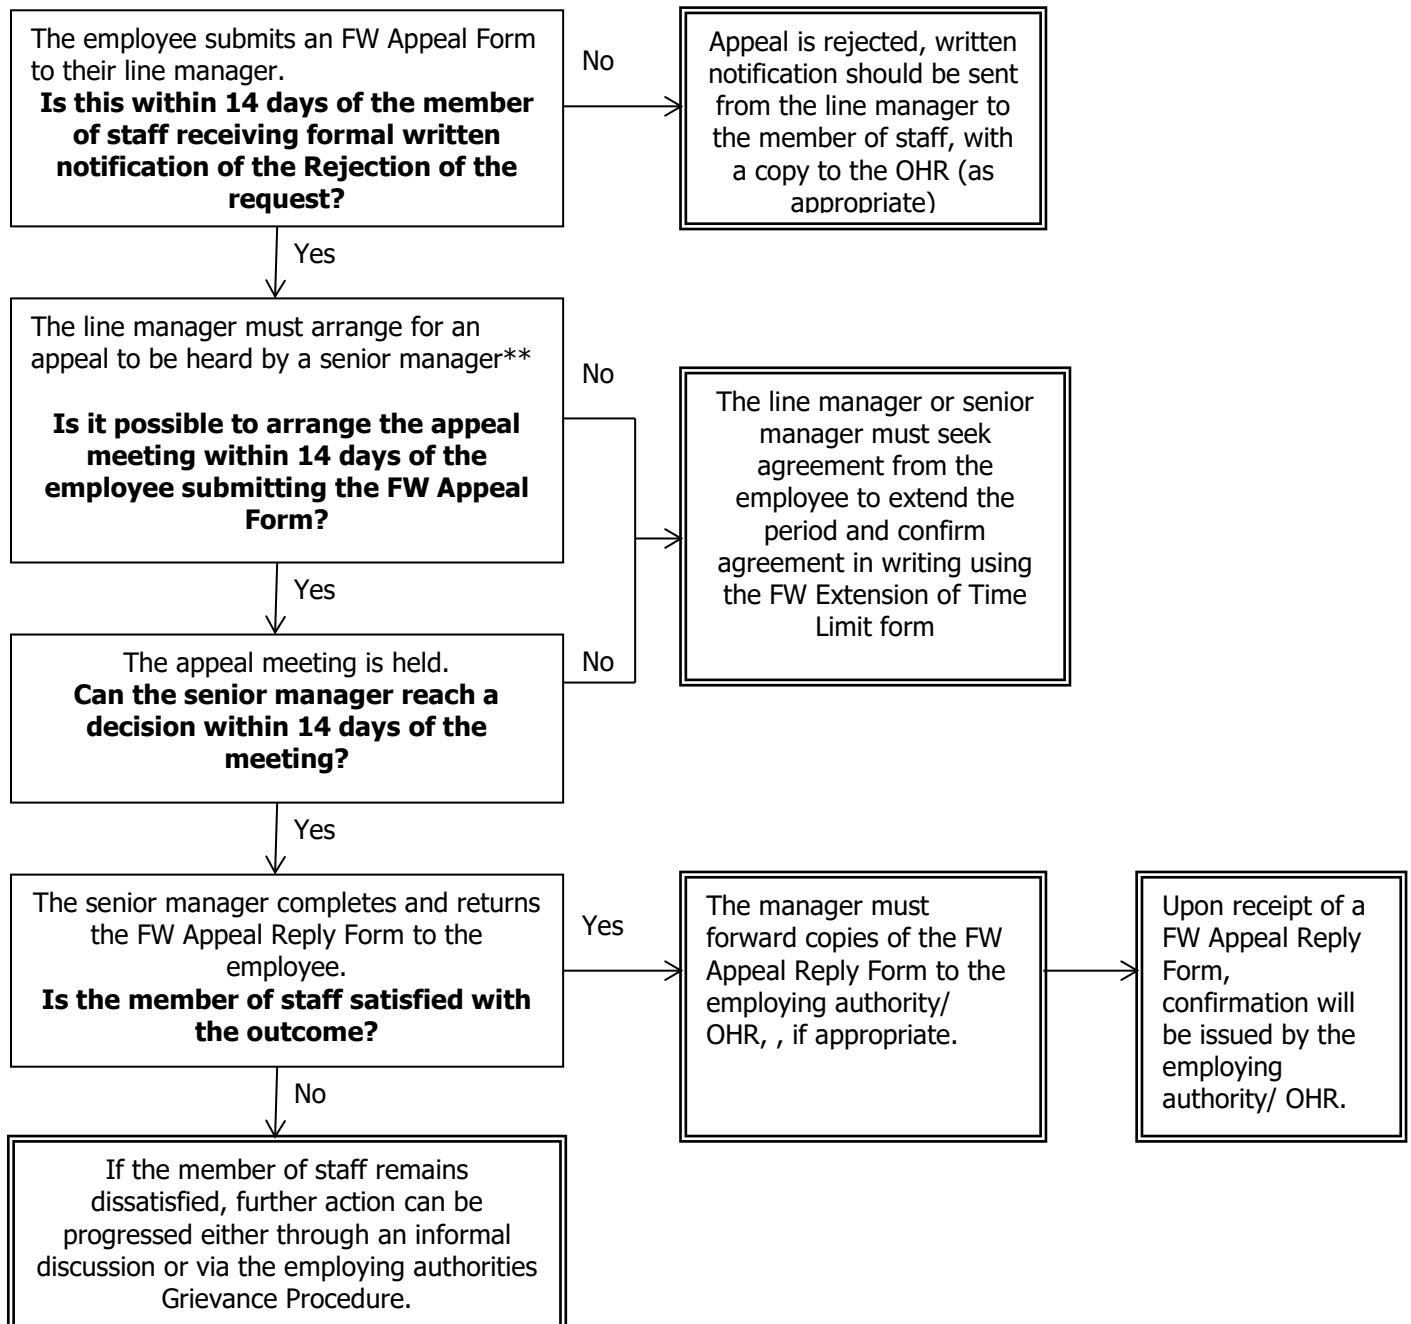 The employee submits an FW Appeal Form
to their line manager.
Is this within 14 days of the member
of staff receiving formal written
notification of the Rejection of the
request?
No
Appeal is rejected, written
notification should be sent
from the line manager to
the member of staff, with
a copy to the OHR (as
appropriate)
Yes
The line manager must arrange for an
appeal to be heard by a senior manager**
Is it possible to arrange the appeal
meeting within 14 days of the
employee submitting the FW Appeal
Form?
No
The line manager or senior
manager must seek
agreement from the
employee to extend the
period and confirm
agreement in writing using
the FW Extension of Time
Limit form
Yes
The appeal meeting is held.
Can the senior manager reach a
decision within 14 days of the
meeting?
No
Yes
The senior manager completes and returns
the FW Appeal Reply Form to the
employee.
Is the member of staff satisfied with
the outcome?
Yes
The manager must
forward copies of the FW
Appeal Reply Form to the
employing authority/
OHR, , if appropriate.
Upon receipt of a
FW Appeal Reply
Form,
confirmation will
be issued by the
employing
authority/ OHR.
No
If the member of staff remains
dissatisfied, further action can be
progressed either through an informal
discussion or via the employing authorities
Grievance Procedure.